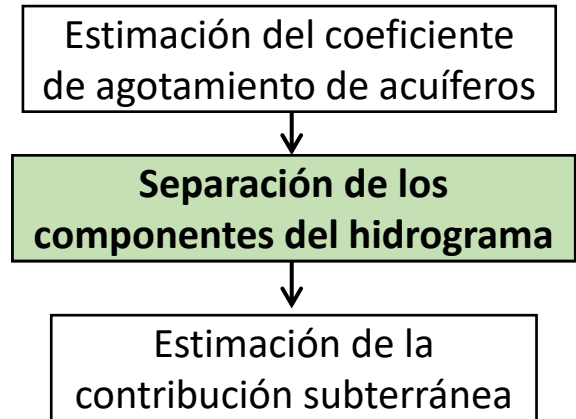 Estimación del coeficiente
de agotamiento de acuíferos
Separación de los
componentes del hidrograma
Estimación de la
contribución subterránea